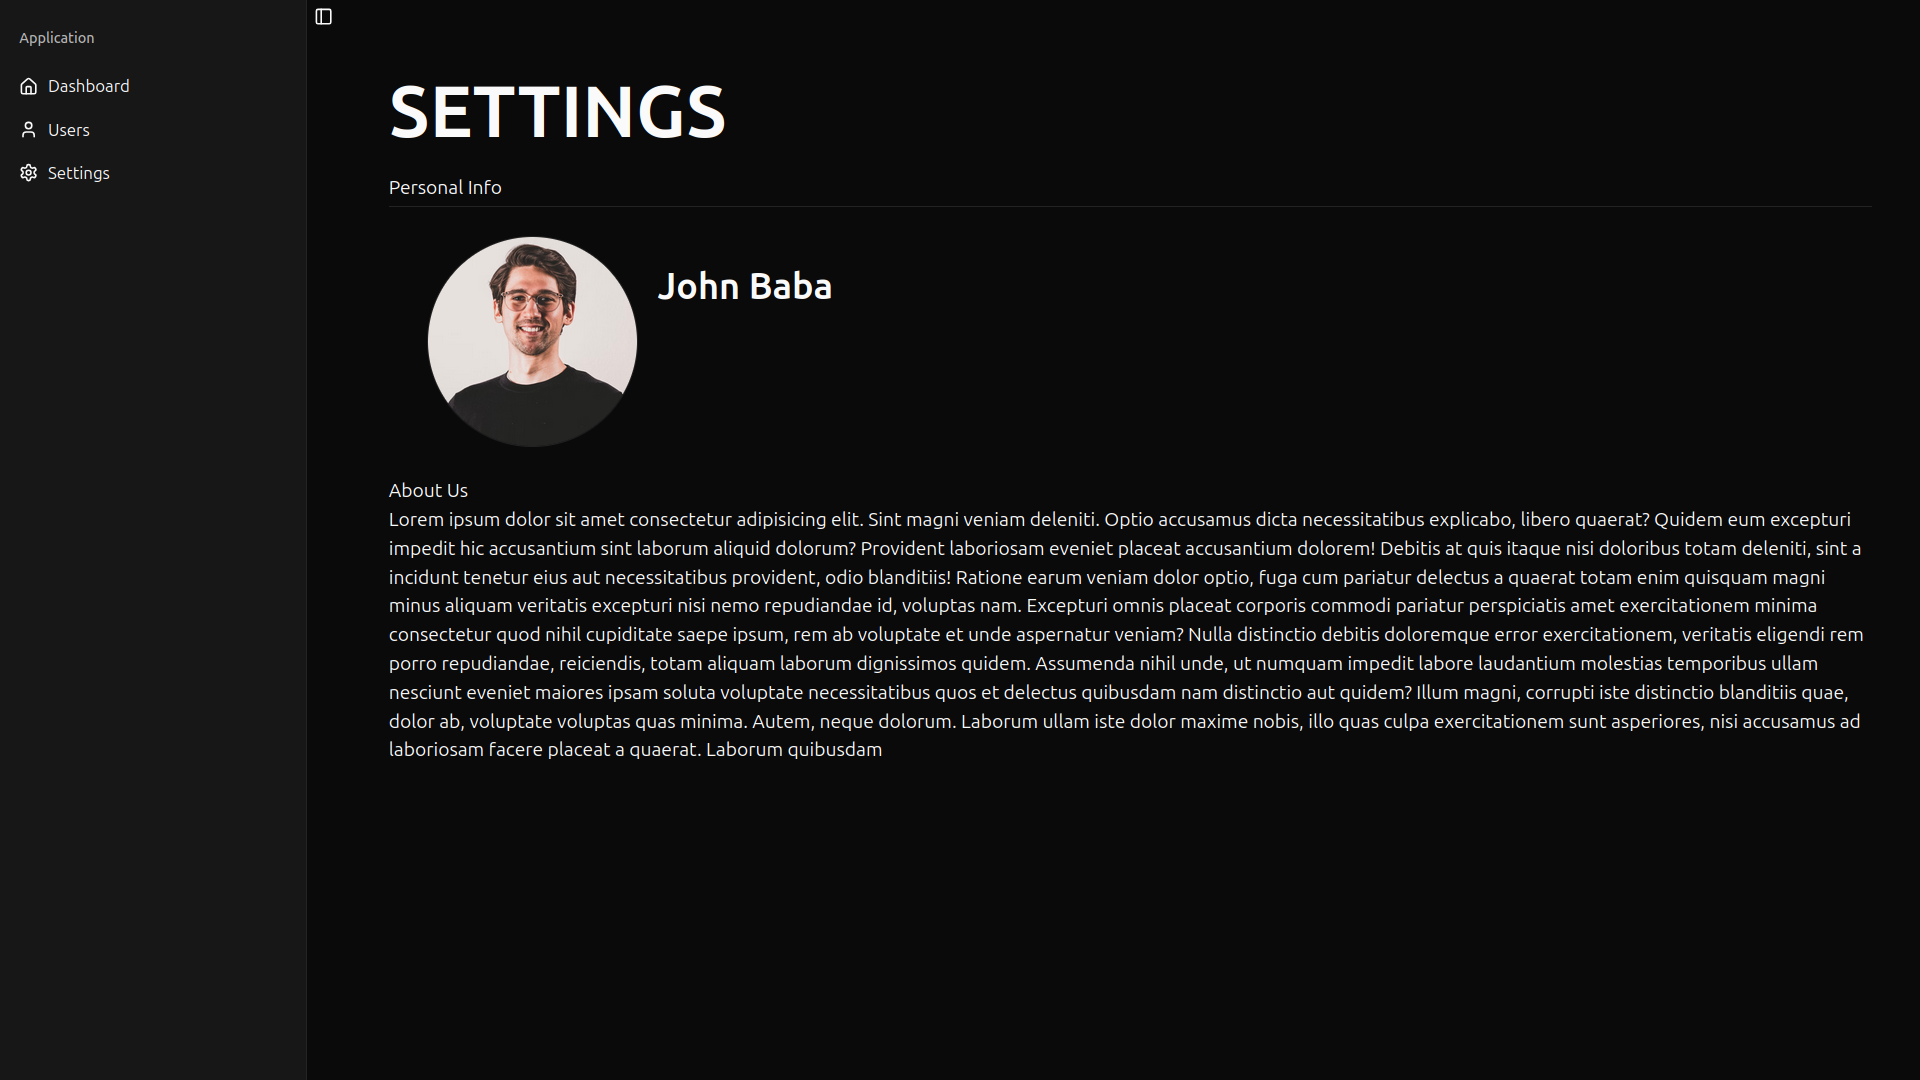 Application
Dashboard
Users
Settings
SETTINGS
Personal Info
John Baba
About Us
Lorem ipsum dolor sit amet consectetur adipisicing elit. Sint magni veniam deleniti. Optio accusamus dicta necessitatibus explicabo, libero quaerat? Quidem eum excepturi
impedit hic accusantium sint laborum aliquid dolorum? Provident laboriosam eveniet placeat accusantium dolorem! Debitis at quis itaque nisi doloribus totam deleniti, sint a
incidunt tenetur eius aut necessitatibus provident, odio blanditiis! Ratione earum veniam dolor optio, fuga cum pariatur delectus a quaerat totam enim quisquam magni
minus aliquam veritatis excepturi nisi nemo repudiandae id, voluptas nam. Excepturi omnis placeat corporis commodi pariatur perspiciatis amet exercitationem minima
consectetur quod nihil cupiditate saepe ipsum, rem ab voluptate et unde aspernatur veniam? Nulla distinctio debitis doloremque error exercitationem, veritatis eligendi rem
porro repudiandae, reiciendis, totam aliquam laborum dignissimos quidem. Assumenda nihil unde, ut numquam impedit labore laudantium molestias temporibus ullam
nesciunt eveniet maiores ipsam soluta voluptate necessitatibus quos et delectus quibusdam nam distinctio aut quidem? Illum magni, corrupti iste distinctio blanditiis quae,
dolor ab, voluptate voluptas quas minima. Autem, neque dolorum. Laborum ullam iste dolor maxime nobis, illo quas culpa exercitationem sunt asperiores, nisi accusamus ad
laboriosam facere placeat a quaerat. Laborum quibusdam